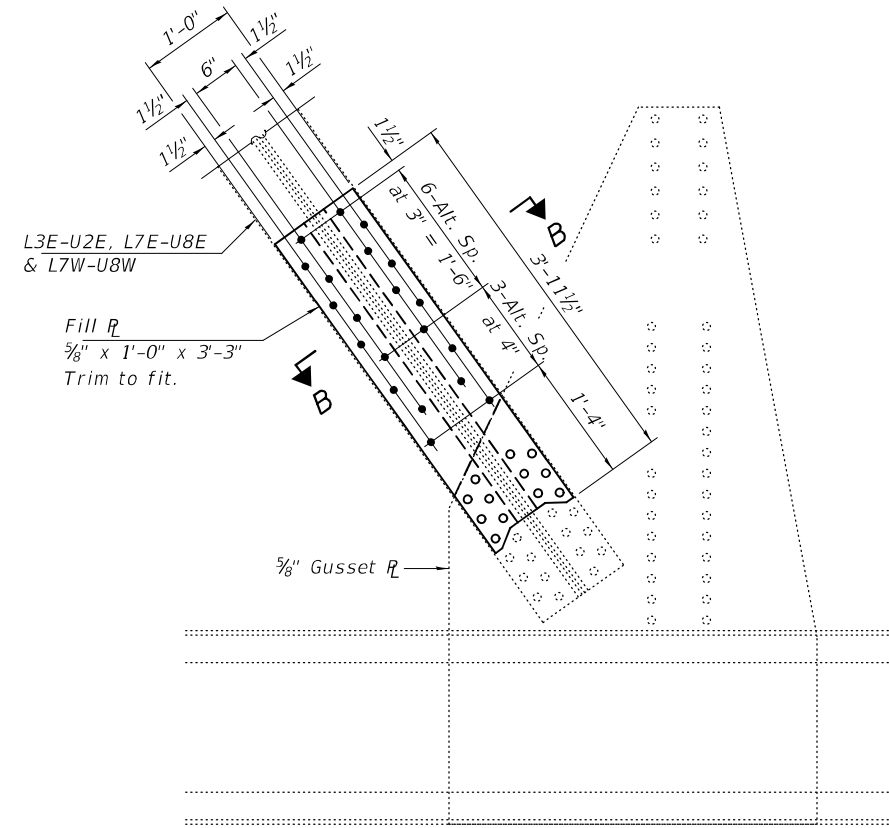 1'-0"
1½"
6"
1½"
1½"
1½"
1½"
6-Alt. Sp.
at 3" = 1'-6"
B
3'-11½"
3-Alt. Sp.
at 4"
L3E-U2E, L7E-U8E
& L7W-U8W
Fill ⅊
⅝" x 1'-0" x 3'-3"
Trim to fit.
B
1'-4"
⅝" Gusset ⅊